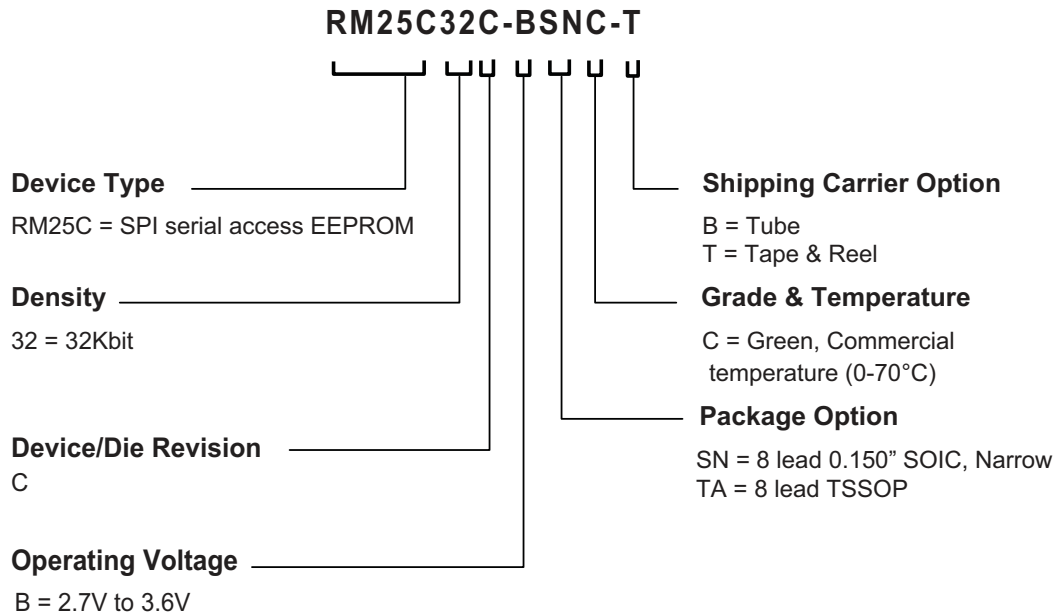 RM25C32C-BSNC-T
Device Type
RM25C = SPI serial access EEPROM
Density
32 = 32Kbit
Device/Die Revision
C
Operating Voltage
B = 2.7V to 3.6V
Shipping Carrier Option
B = Tube
T = Tape & Reel
Grade & Temperature
C = Green, Commercial
temperature (0-70°C)
Package Option
SN = 8 lead 0.150” SOIC, Narrow
TA = 8 lead TSSOP